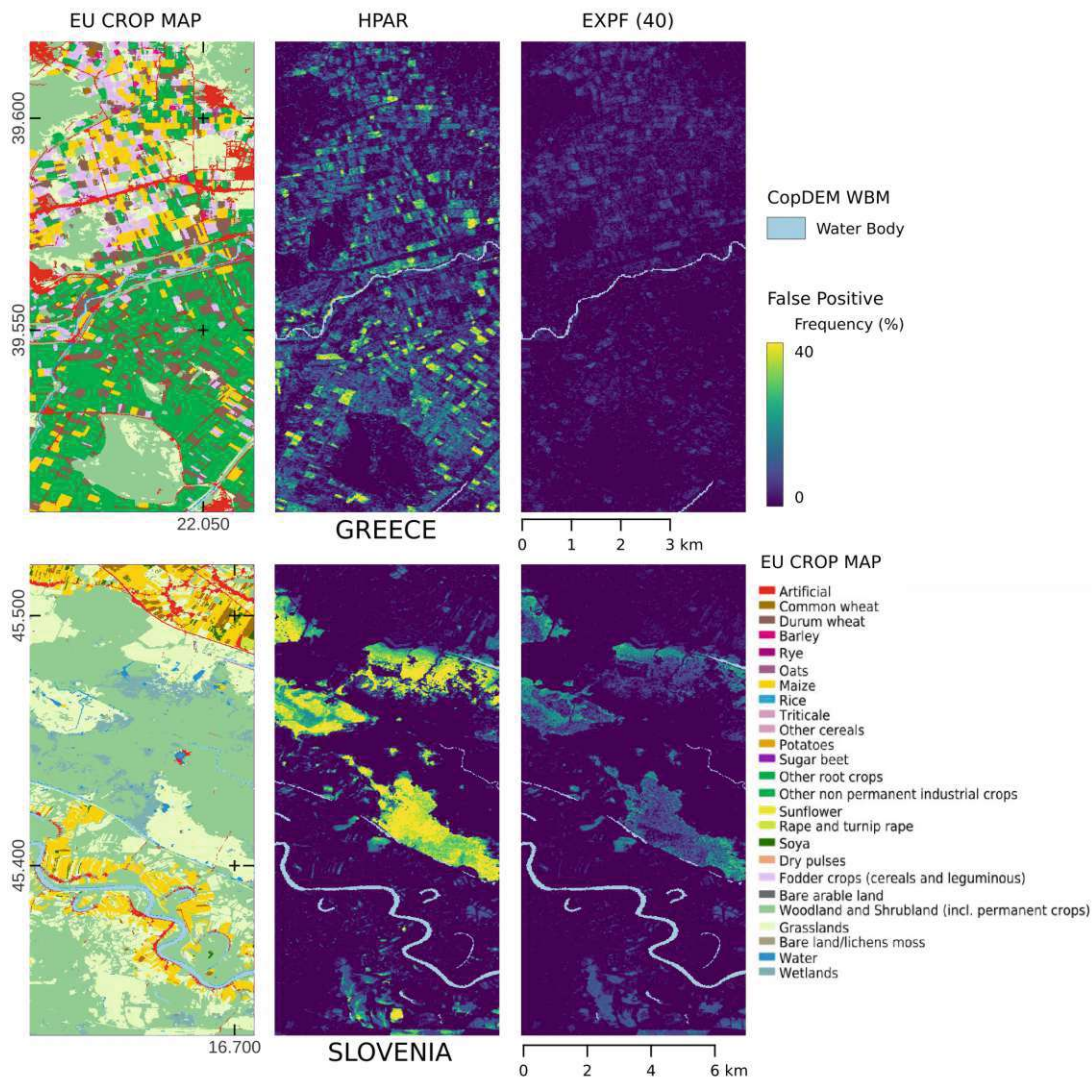 EU CROP MAP
HPAR
EXPF (40)
39.600
39.550
22.050
GREECE
0 1 2 3 km
CopDEM WBM
Water Body
False Positive
Frequency (%)
40
0
45.500
45.400
16.700
SLOVENIA
0 2 4 6 km
EU CROP MAP
Artificial
Common wheat
Durum wheat
Barley
Rye
Oats
Maize
Rice
Triticale
Other cereals
Potatoes
Sugar beet
Other root crops
Other non permanent industrial crops
Sunflower
Rape and turnip rape
Soya
Dry pulses
Fodder crops (cereals and leguminous)
Bare arable land
Woodland and Shrubland (incl. permanent crops)
Grasslands
Bare land/lichens moss
Water
Wetlands